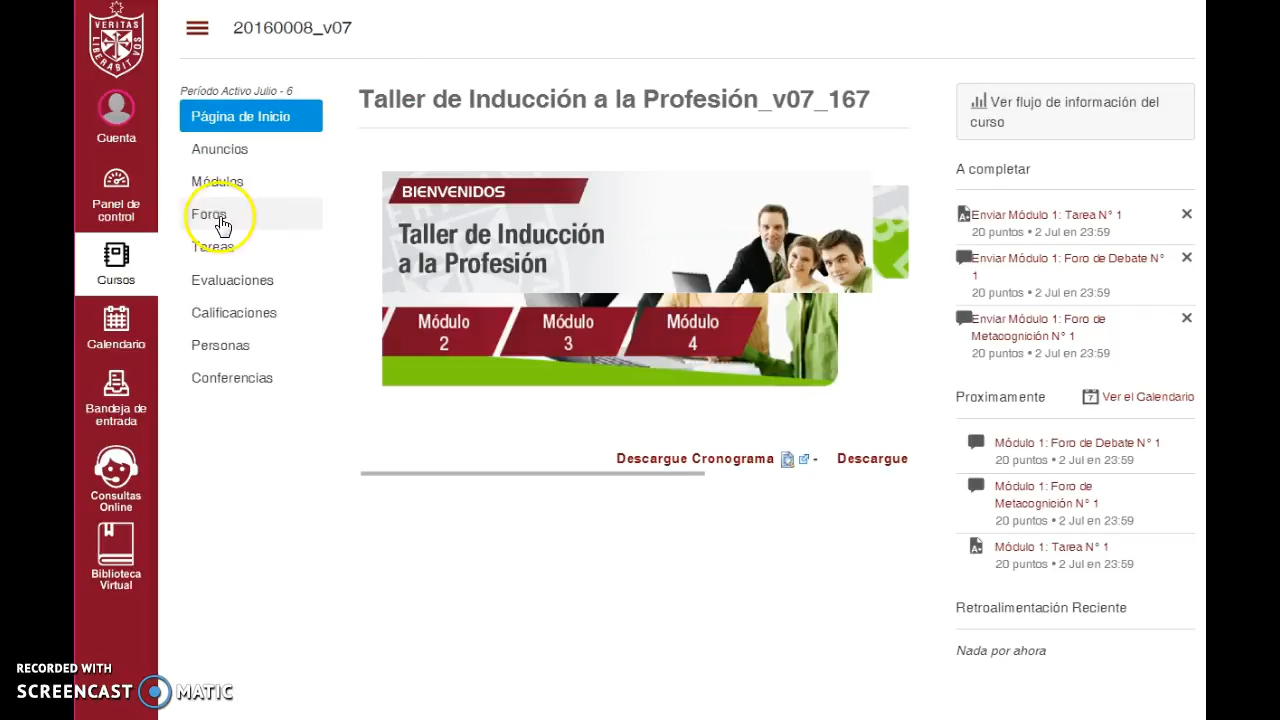 VERITAS
LIBERABIT VOS
Cuenta
Panel de
control
Cursos
Calendario
Bandeja de
entrada
Consultas
Online
Biblioteca
Virtual
20160008_v07
Período Activo Julio - 6
Página de Inicio
Anuncios
Módulos
Foros
Tareas
Evaluaciones
Calificaciones
Personas
Conferencias
Taller de Inducción a la Profesión_v07_167
BIENVENIDOS
Taller de Inducción
a la Profesión
Módulo
2
Módulo
3
Módulo
4
Descargue Cronograma
Descargue
Ver flujo de información del
curso
A completar
Enviar Módulo 1: Tarea N° 1
20 puntos • 2 Jul en 23:59
Enviar Módulo 1: Foro de Debate N°
1
20 puntos • 2 Jul en 23:59
Enviar Módulo 1: Foro de
Metacognición N° 1
20 puntos • 2 Jul en 23:59
Proximamente
7 Ver el Calendario
Módulo 1: Foro de Debate N° 1
20 puntos • 2 Jul en 23:59
Módulo 1: Foro de
Metacognición N° 1
20 puntos • 2 Jul en 23:59
Módulo 1: Tarea N° 1
20 puntos • 2 Jul en 23:59
Retroalimentación Reciente
Nada por ahora
RECORDED WITH
SCREENCAST MATIC